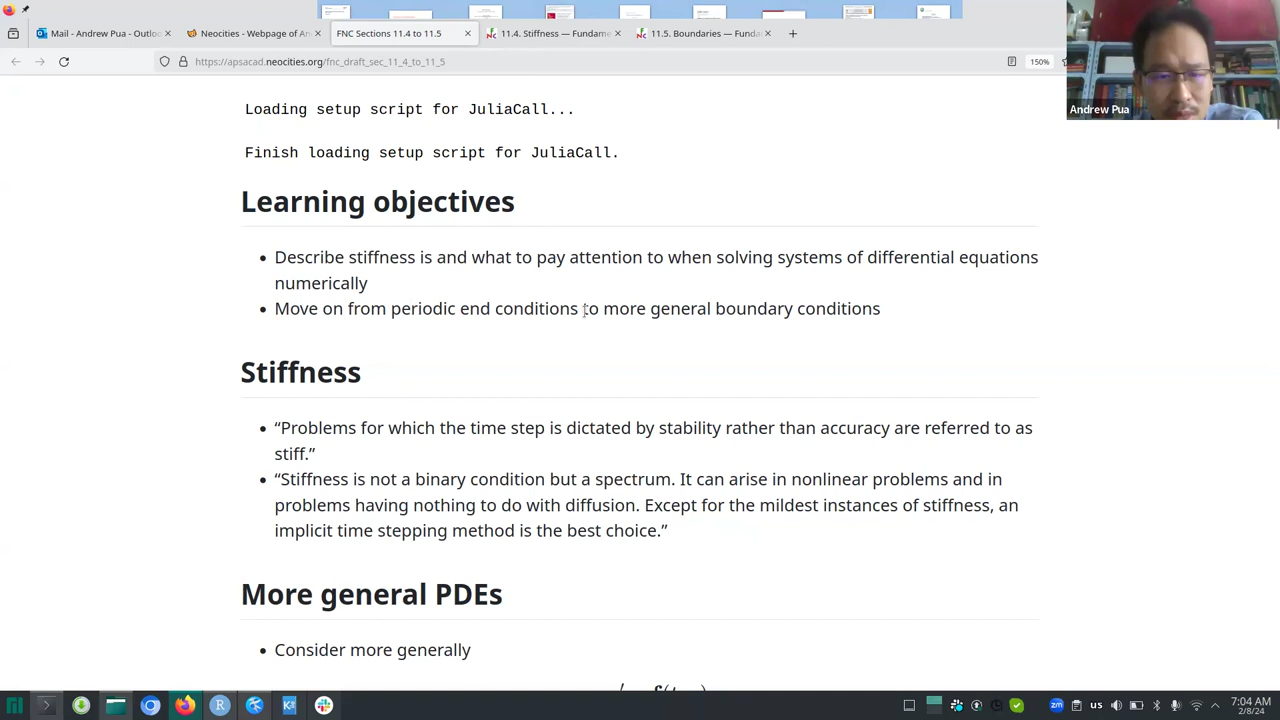 Mail - Andrew Pua - Outloo
Neocities - Webpage of An
FNC Sections 11.4 to 11.5
11.4. Stiffness — Fundame
11.5. Boundaries — Funda
https://apsacad.neocities.org/fnc_draft_sec_11_4_to_11_5
150%
Andrew Pua
Loading setup script for JuliaCall...
Finish loading setup script for JuliaCall.
Learning objectives
Describe stiffness is and what to pay attention to when solving systems of differential equations
numerically
Move on from periodic end conditions to more general boundary conditions
Stiffness
“Problems for which the time step is dictated by stability rather than accuracy are referred to as
stiff.”
“Stiffness is not a binary condition but a spectrum. It can arise in nonlinear problems and in
problems having nothing to do with diffusion. Except for the mildest instances of stiffness, an
implicit time stepping method is the best choice.”
More general PDEs
Consider more generally
us
7:04 AM
2/8/24